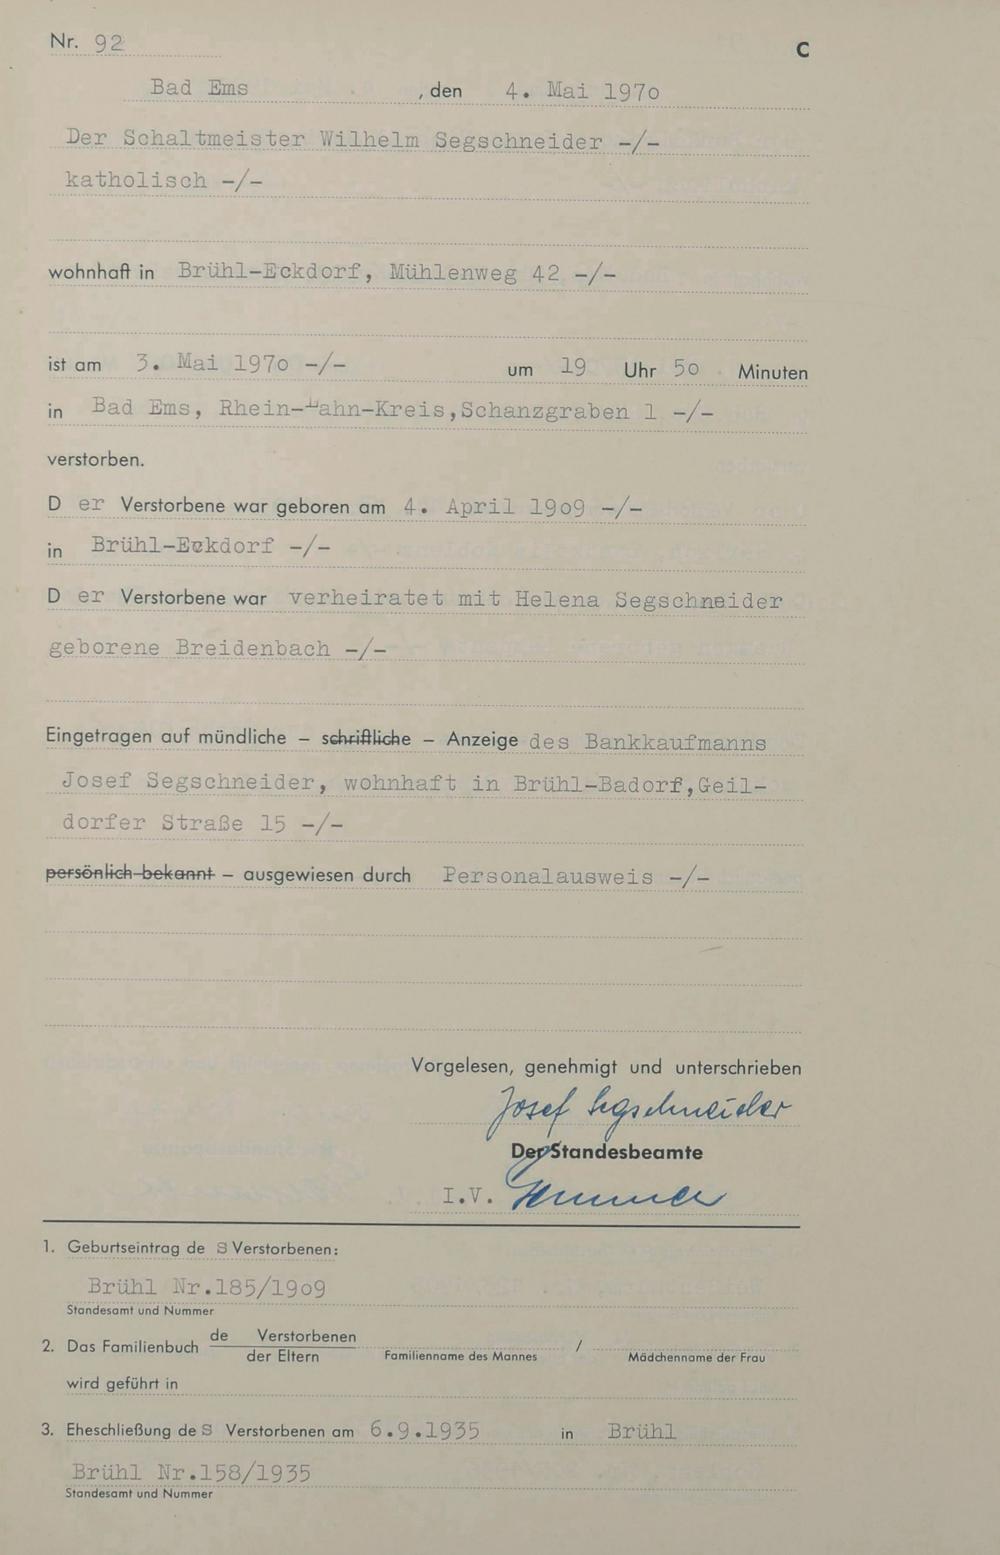 Nr. 92
C
Bad Ems , den 4. Mai 1970
Der Schaltmeister Wilhelm Segschneider -/-
katholisch -/-
wohnhaft in Brühl-Eckdorf, Mühlenweg 42 -/-
ist am 3. Mai 1970 -/- um 19 Uhr 50 Minuten
in Bad Ems, Rhein-Lahn-Kreis,Schanzgraben 1 -/-
verstorben.
D er Verstorbene war geboren am 4. April 1909 -/-
in Brühl-Eckdorf -/-
D er Verstorbene war verheiratet mit Helena Segschneider
geborene Breidenbach -/-
Eingetragen auf mündliche – schriftliche – Anzeige des Bankkaufmanns
Josef Segschneider, wohnhaft in Brühl-Badorf,Geil-
dorfer Straße 15 -/-
persönlich bekannt – ausgewiesen durch Personalausweis -/-
Vorgelesen, genehmigt und unterschrieben
Josef Segschneider
Der Standesbeamte
I.V.
1. Geburtseintrag de S Verstorbenen:
Brühl Nr.185/1909
Standesamt und Nummer
2. Das Familienbuch de Verstorbenen
der Eltern
/
Familienname des Mannes Mädchenname der Frau
wird geführt in
3. Eheschließung de S Verstorbenen am 6.9.1935 in Brühl
Brühl Nr.158/1935
Standesamt und Nummer